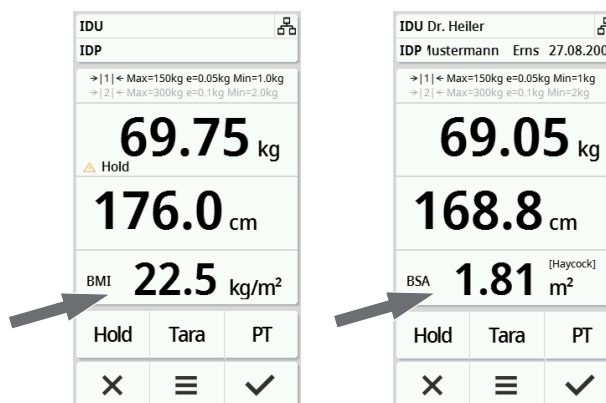 IDU
IDP
→|1|← Max=150kg e=0.05kg Min=1.0kg
→|2|← Max=300kg e=0.1kg Min=2.0kg
69.75 kg
Hold
176.0 cm
BMI 22.5 kg/m²
Hold Tara PT
IDU Dr. Heiler
IDP Mustermann Erns 27.08.200
→|1|← Max=150kg e=0.05kg Min=1kg
→|2|← Max=300kg e=0.1kg Min=2kg
69.05 kg
168.8 cm
[Haycock]
BSA 1.81 m²
Hold Tara PT